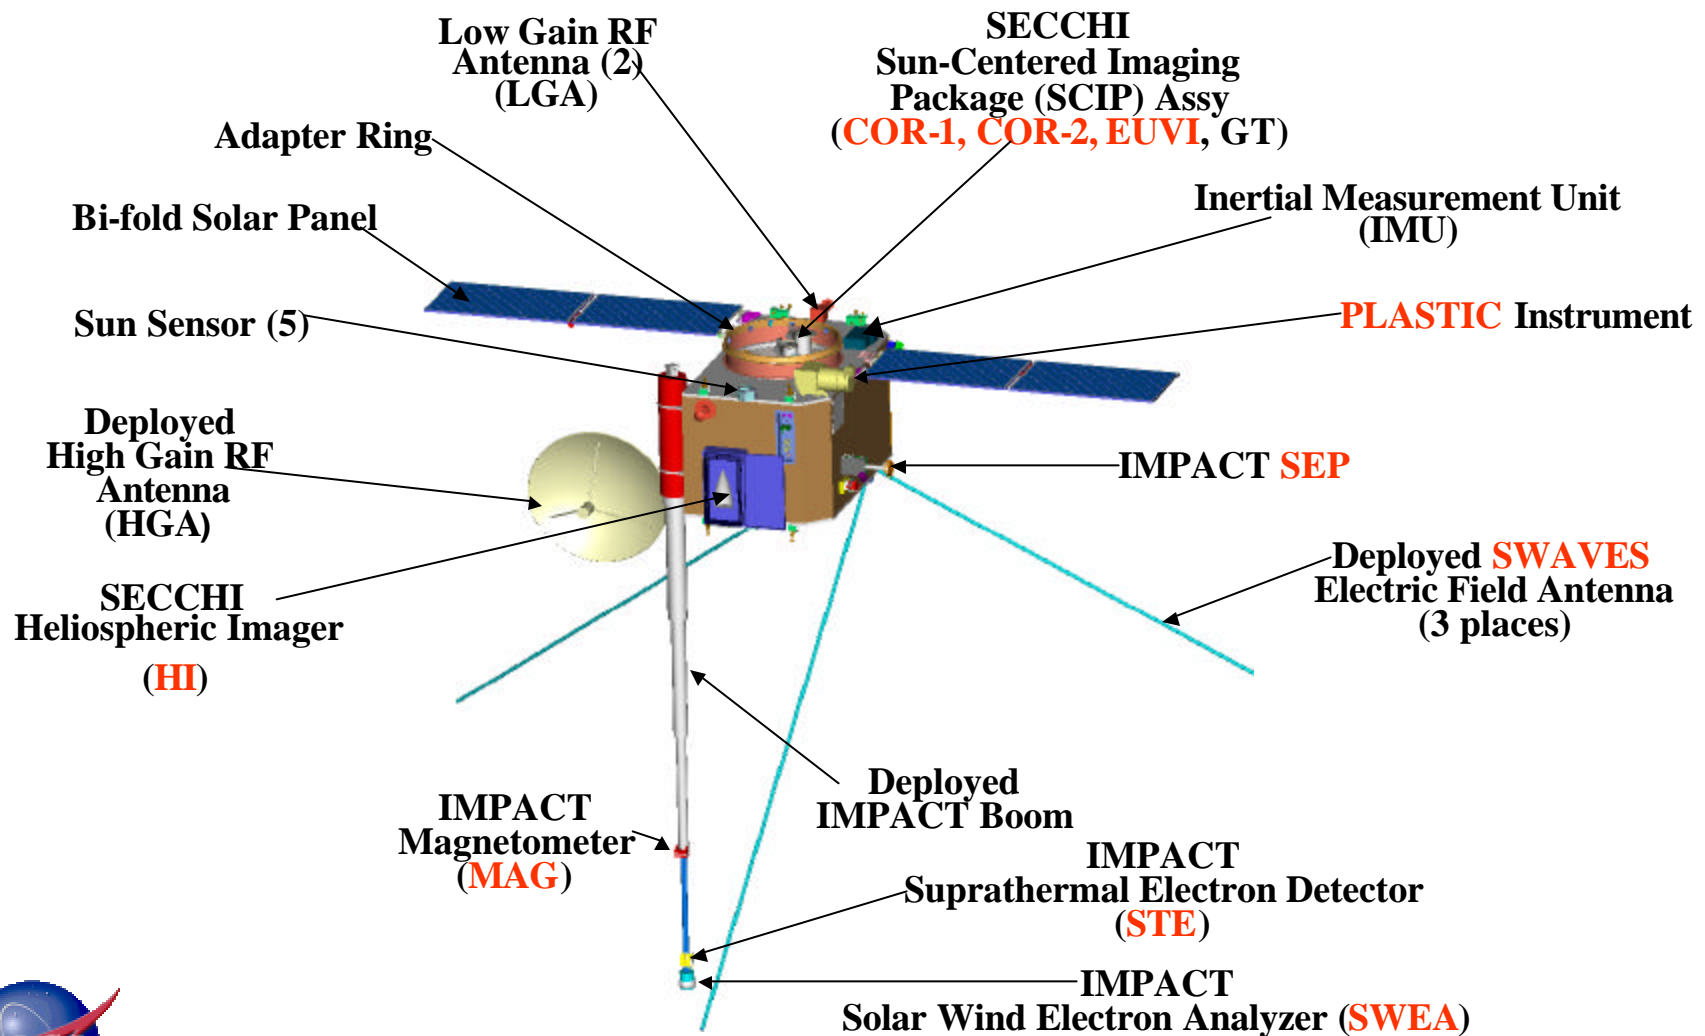 Low Gain RF
Antenna (2)
(LGA)
SECCHI
Sun-Centered Imaging
Package (SCIP) Assy
(COR-1, COR-2, EUVI, GT)
Adapter Ring
Inertial Measurement Unit
(IMU)
Bi-fold Solar Panel
Sun Sensor (5)
PLASTIC Instrument
Deployed
High Gain RF
Antenna
(HGA)
IMPACT SEP
Deployed SWAVES
Electric Field Antenna
(3 places)
SECCHI
Heliospheric Imager
(HI)
Deployed
IMPACT Boom
IMPACT
Magnetometer
(MAG)
IMPACT
Suprathermal Electron Detector
(STE)
IMPACT
Solar Wind Electron Analyzer (SWEA)